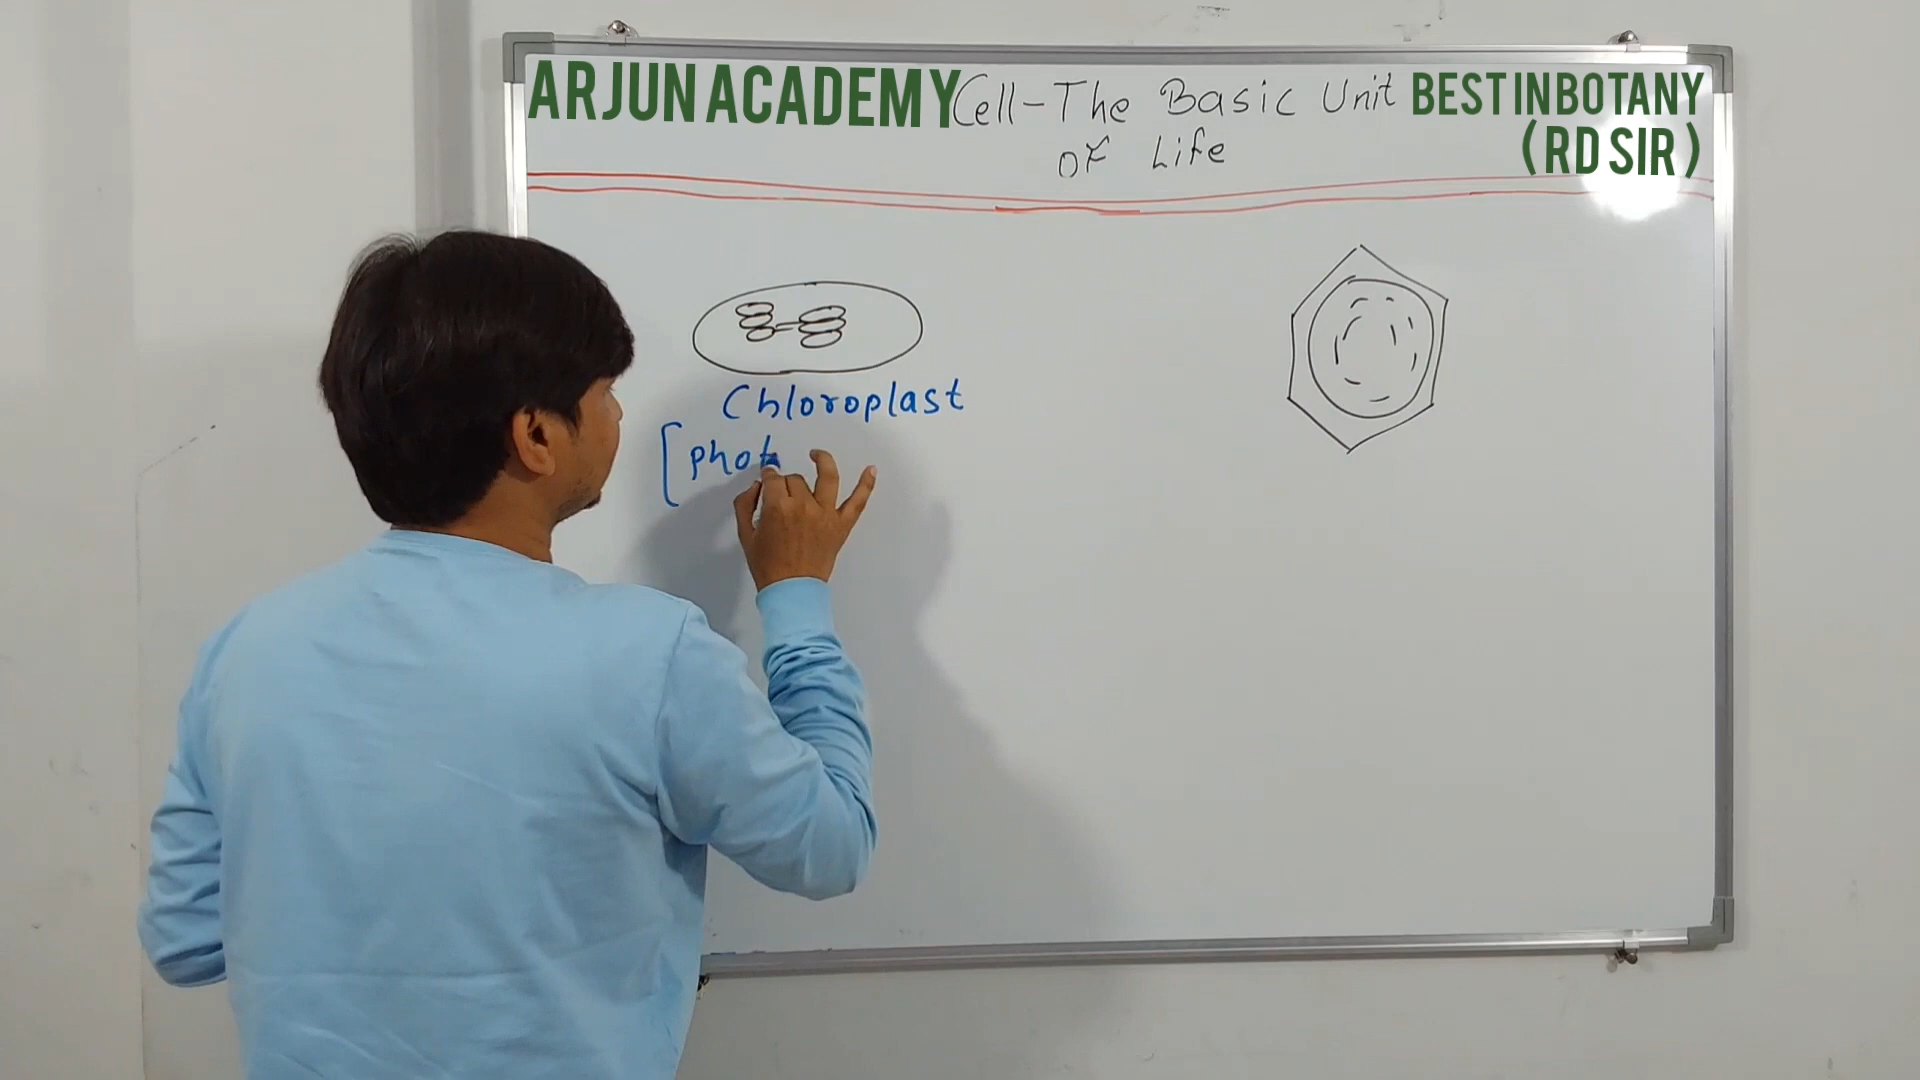 ARJUN ACADEMY Cell-The Basic Unit BEST IN BOTANY
of Life (RD SIR)
Chloroplast
[phot